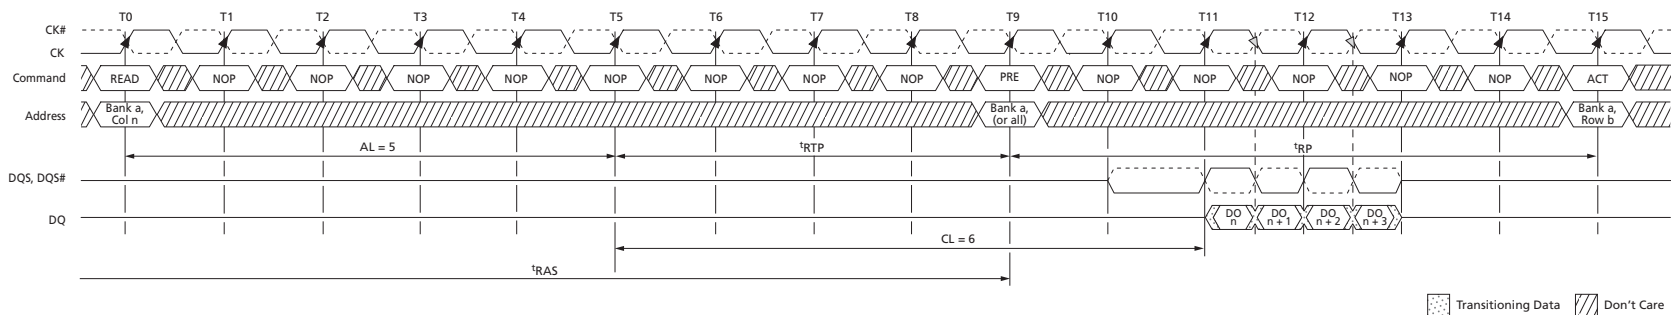 T0 T1 T2 T3 T4 T5 T6 T7 T8 T9 T10 T11 T12 T13 T14 T15
CK#
CK
Command READ NOP NOP NOP NOP NOP NOP NOP NOP PRE NOP NOP NOP NOP NOP ACT
Address Bank a, Col n Bank a, (or all) Bank a, Row b
AL = 5 tRTP tRP
DQS, DQS#
DQ DO n DO n + 1 DO n + 2 DO n + 3
CL = 6
tRAS
Transitioning Data Don't Care